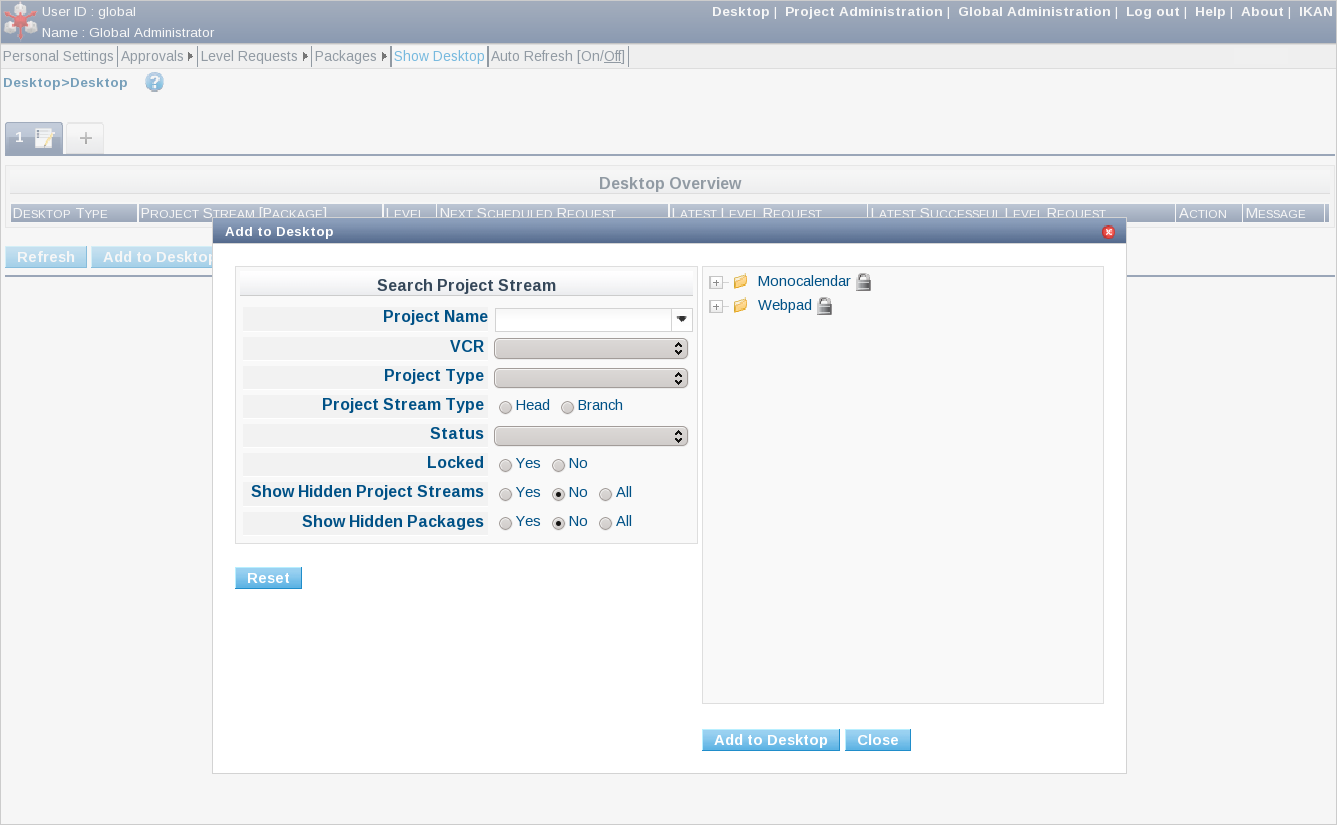 User ID : global
Name : Global Administrator
Desktop | Project Administration | Global Administration | Log out | Help | About | IKAN
Personal Settings Approvals Level Requests Packages Show Desktop Auto Refresh [On/Off]
Desktop>Desktop ?
1 +
Desktop Overview
Desktop Type Project Stream [Package] Level Next Scheduled Request Latest Level Request Latest Successful Level Request Action Message
Refresh Add to Desktop
Add to Desktop
Search Project Stream
Project Name
VCR
Project Type
Project Stream Type Head Branch
Status
Locked Yes No
Show Hidden Project Streams Yes No All
Show Hidden Packages Yes No All
Reset
Monocalendar
Webpad
Add to Desktop Close